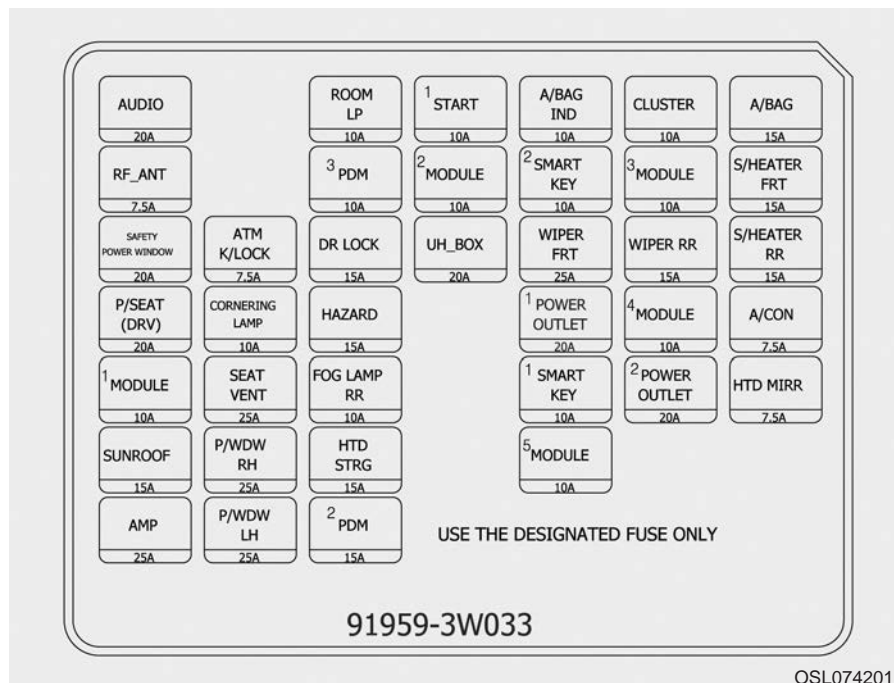 AUDIO
20A
ROOM
LP
10A
1 START
10A
A/BAG
IND
10A
CLUSTER
10A
A/BAG
15A
RF_ANT
7.5A
3 PDM
10A
2 MODULE
10A
2 SMART
KEY
10A
3 MODULE
10A
S/HEATER
FRT
15A
SAFETY
POWER WINDOW
20A
ATM
K/LOCK
7.5A
DR LOCK
15A
UH_BOX
20A
WIPER
FRT
25A
WIPER RR
15A
S/HEATER
RR
15A
P/SEAT
(DRV)
20A
CORNERING
LAMP
10A
HAZARD
15A
1 POWER
OUTLET
20A
4 MODULE
10A
A/CON
7.5A
1 MODULE
10A
SEAT
VENT
25A
FOG LAMP
RR
10A
1 SMART
KEY
10A
2 POWER
OUTLET
20A
HTD MIRR
7.5A
SUNROOF
15A
P/WDW
RH
25A
HTD
STRG
15A
5 MODULE
10A
AMP
25A
P/WDW
LH
25A
2 PDM
15A
USE THE DESIGNATED FUSE ONLY
91959-3W033
OSL074201